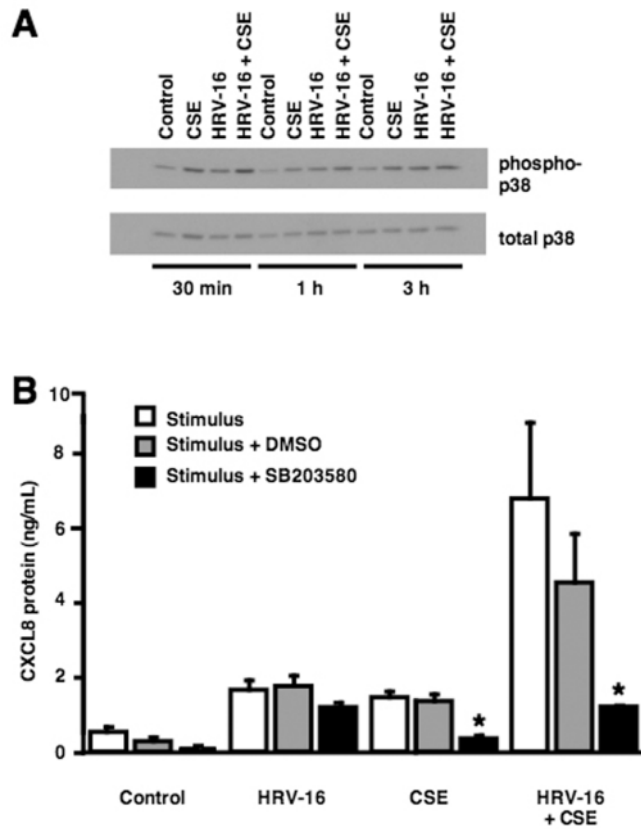 A
Control
CSE
HRV-16
HRV-16 + CSE
Control
CSE
HRV-16
HRV-16 + CSE
Control
CSE
HRV-16
HRV-16 + CSE
phospho-
p38
total p38
30 min
1 h
3 h
B
Stimulus
Stimulus + DMSO
Stimulus + SB203580
CXCL8 protein (ng/mL)
10
8
6
4
2
0
*
*
Control
HRV-16
CSE
HRV-16
+ CSE